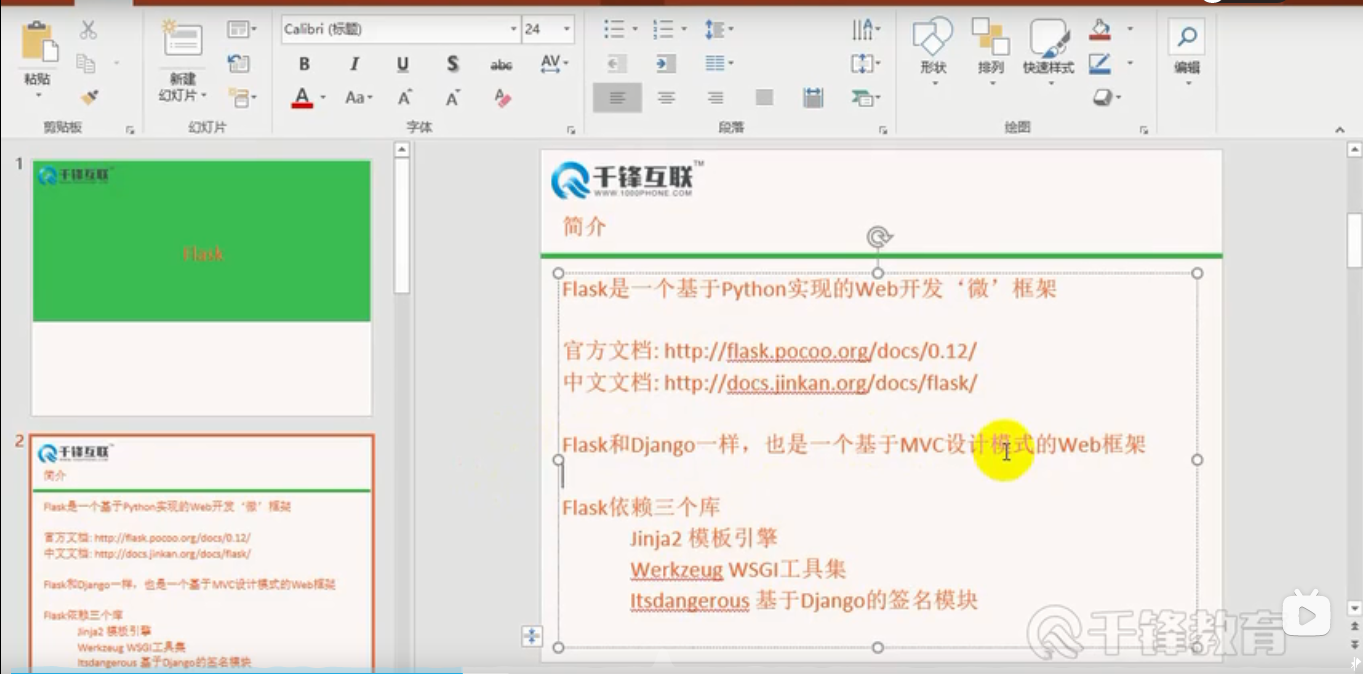 Calibri (标题)
24
粘贴
新建
幻灯片
B I U S abc AV
A Aa A A
形状
排列
快速样式
编辑
剪贴板
幻灯片
字体
段落
绘图
1
千锋互联
Flask
2
千锋互联
简介
Flask是一个基于Python实现的Web开发‘微’框架
官方文档: http://flask.pocoo.org/docs/0.12/
中文文档: http://docs.jinkan.org/docs/flask/
Flask和Django一样，也是一个基于MVC设计模式的Web框架
Flask依赖三个库
Jinja2 模板引擎
Werkzeug WSGI工具集
Itsdangerous 基于Django的签名模块
千锋互联 TM
WWW.1000PHONE.COM
简介
Flask是一个基于Python实现的Web开发‘微’框架
官方文档: http://flask.pocoo.org/docs/0.12/
中文文档: http://docs.jinkan.org/docs/flask/
Flask和Django一样，也是一个基于MVC设计模式的Web框架
Flask依赖三个库
Jinja2 模板引擎
Werkzeug WSGI工具集
Itsdangerous 基于Django的签名模块
千锋教育